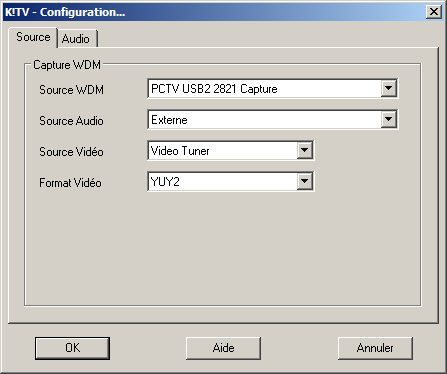 K!TV - Configuration...
Source Audio
Capture WDM
Source WDM PCTV USB2 2821 Capture
Source Audio Externe
Source Vidéo Video Tuner
Format Vidéo YUY2
OK Aide Annuler